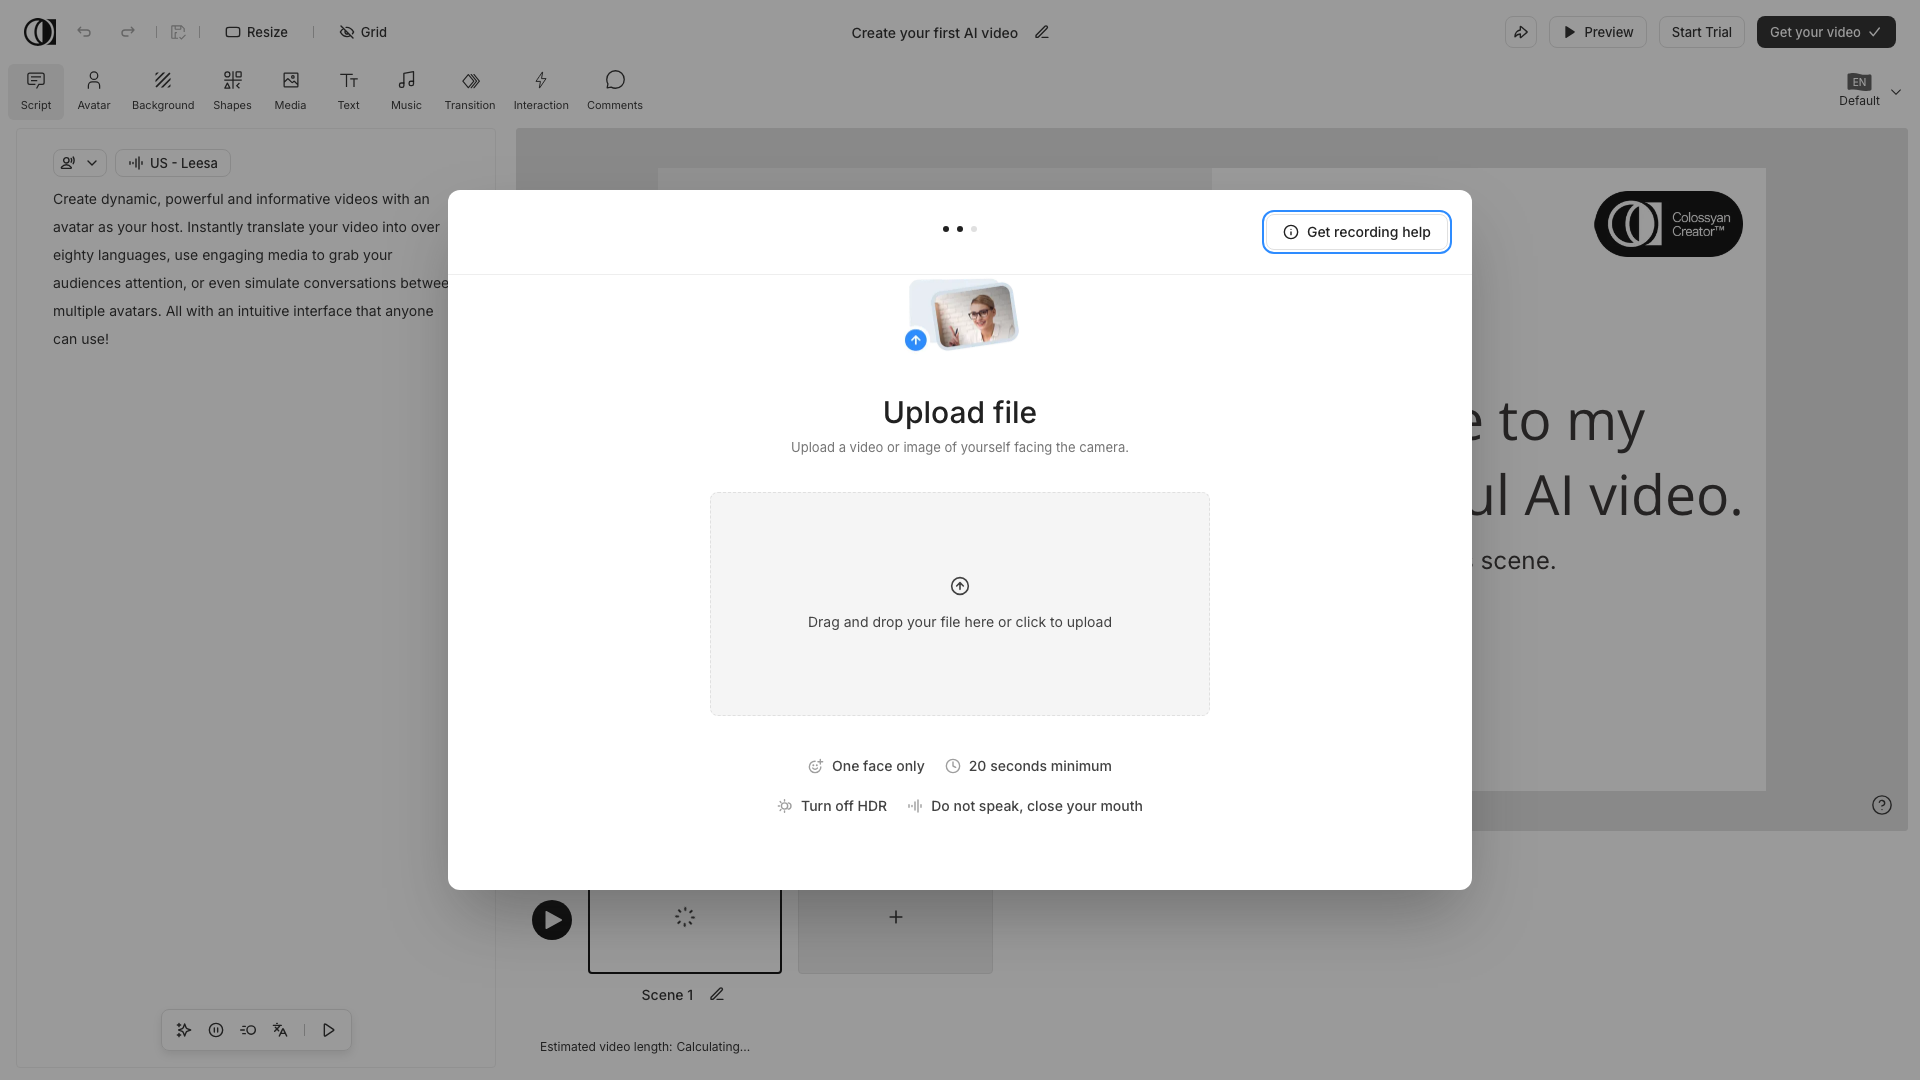 Resize
Grid
Create your first AI video
Preview
Start Trial
Get your video
Script
Avatar
Background
Shapes
Media
Text
Music
Transition
Interaction
Comments
EN
Default
US - Leesa
Create dynamic, powerful and informative videos with an
avatar as your host. Instantly translate your video into over
eighty languages, use engaging media to grab your
audiences attention, or even simulate conversations betwee
multiple avatars. All with an intuitive interface that anyone
can use!
Get recording help
Colossyan
Creator™
Upload file
Upload a video or image of yourself facing the camera.
Drag and drop your file here or click to upload
One face only
20 seconds minimum
Turn off HDR
Do not speak, close your mouth
e to my
ul AI video.
scene.
Scene 1
Estimated video length: Calculating...